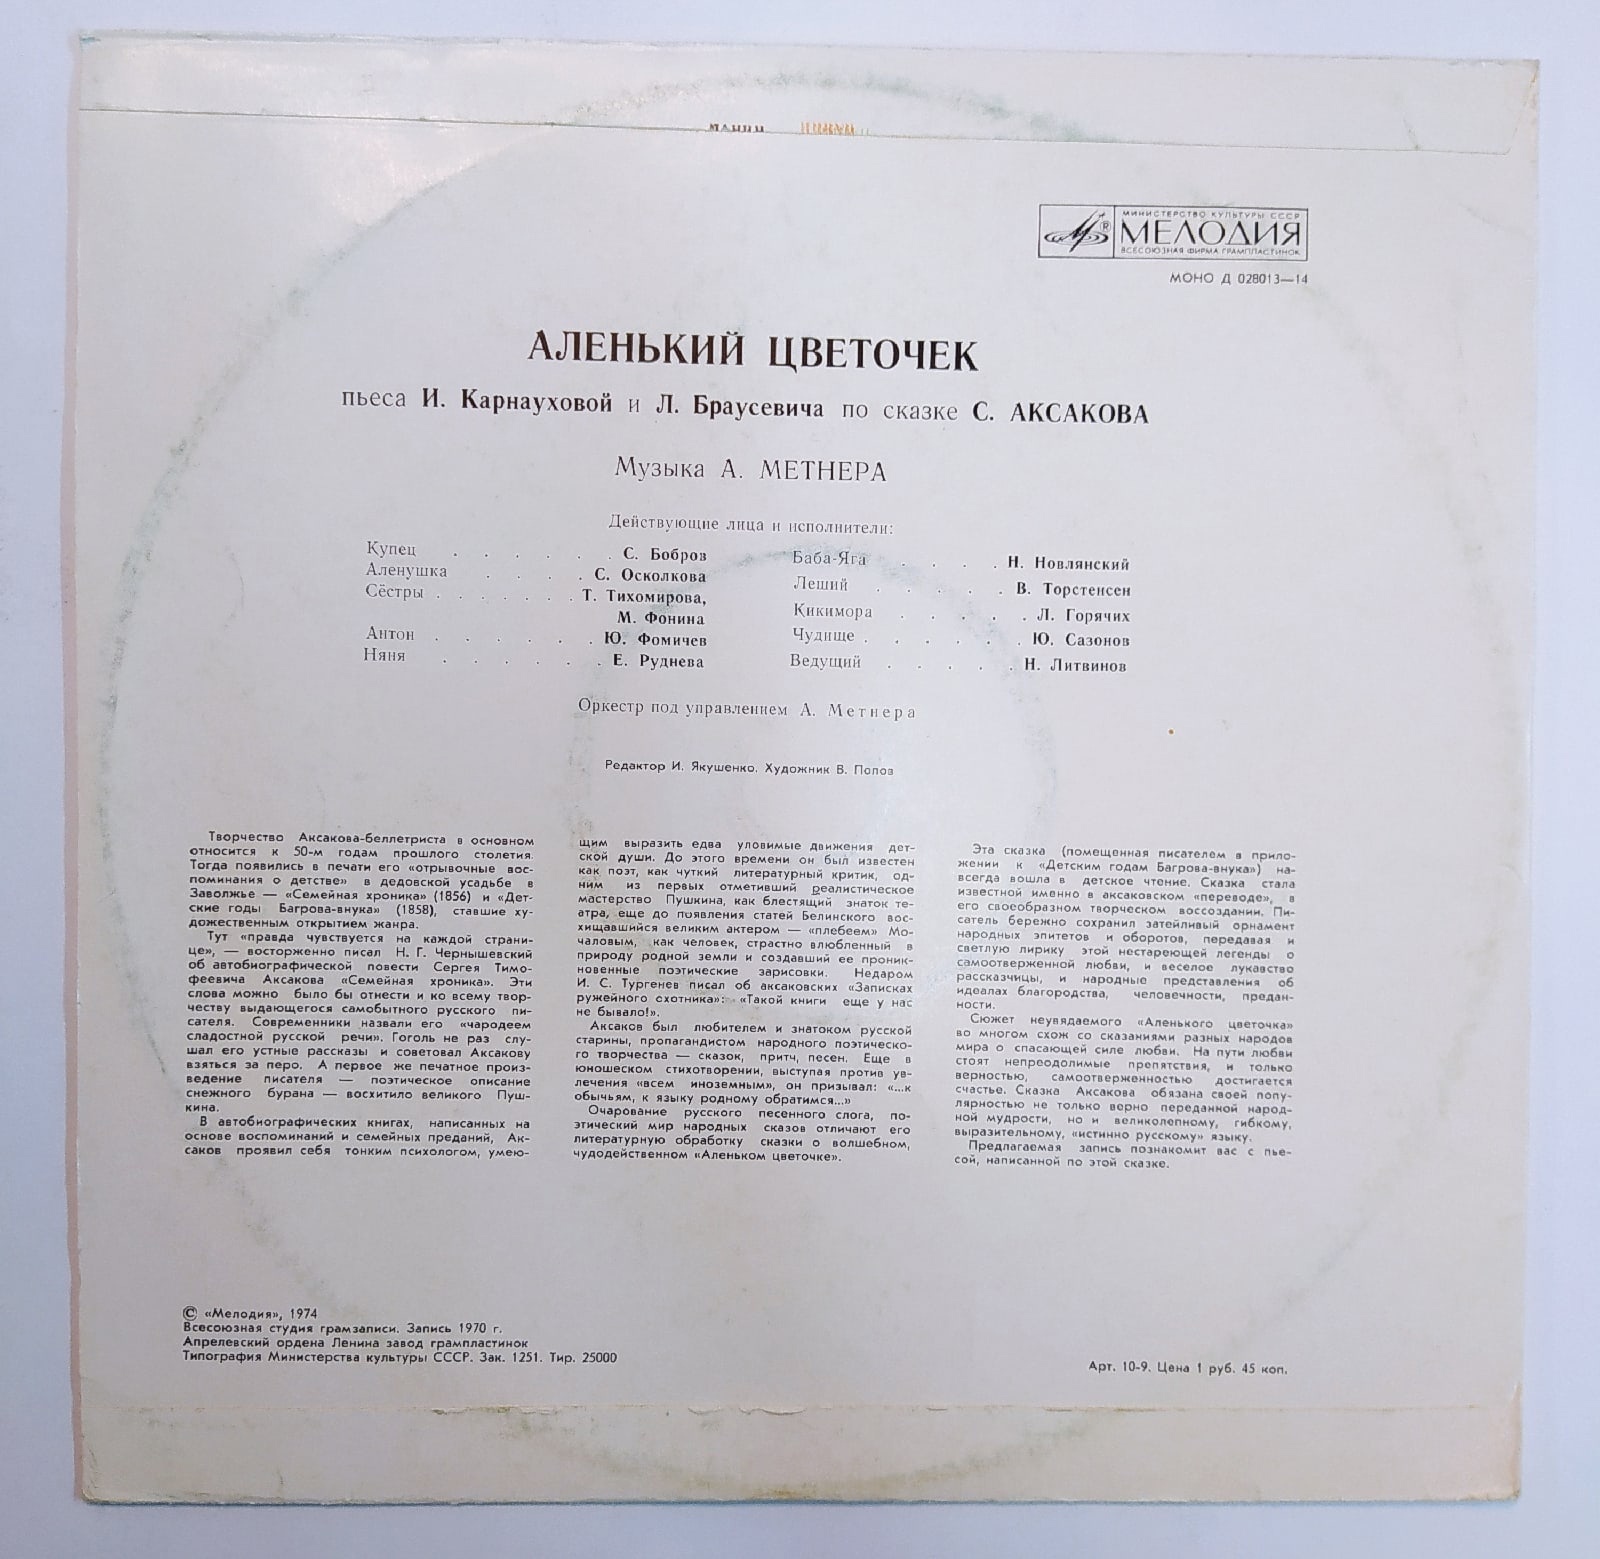 МИНИСТЕРСТВО КУЛЬТУРЫ СССР
МЕЛОДИЯ
ВСЕСОЮЗНАЯ ФИРМА ГРАМПЛАСТИНОК
МОНО Д 028013—14
АЛЕНЬКИЙ ЦВЕТОЧЕК
пьеса И. Карнауховой и Л. Браусевича по сказке С. АКСАКОВА
Музыка А. МЕТНЕРА
Действующие лица и исполнители:
Купец . . . . . . С. Бобров
Аленушка . . . . С. Осколкова
Сёстры . . . . . . Т. Тихомирова,
М. Фонина
Антон . . . . . . Ю. Фомичев
Няня . . . . . . Е. Руднева
Баба-Яга . . . . Н. Новлянский
Леший . . . . . В. Торстенсен
Кикимора . . . . . Л. Горячих
Чудище . . . . . . Ю. Сазонов
Ведущий . . . . . Н. Литвинов
Оркестр под управлением А. Метнера
Редактор И. Якушенко. Художник В. Попов
Творчество Аксакова-беллетриста в основном
относится к 50-м годам прошлого столетия.
Тогда появились в печати его «отрывочные вос-
поминания о детстве» в дедовской усадьбе в
Заволжье — «Семейная хроника» (1856) и «Дет-
ские годы Багрова-внука» (1858), ставшие ху-
дожественным открытием жанра.
Тут «правда чувствуется на каждой страни-
це», — восторженно писал Н. Г. Чернышевский
об автобиографической повести Сергея Тимо-
феевича Аксакова «Семейная хроника». Эти
слова можно было бы отнести и ко всему твор-
честву выдающегося самобытного русского пи-
сателя. Современники назвали его «чародеем
сладостной русской речи». Гоголь не раз слу-
шал его устные рассказы и советовал Аксакову
взяться за перо. А первое же печатное произ-
ведение писателя — поэтическое описание
снежного бурана — восхитило великого Пуш-
кина.
В автобиографических книгах, написанных на
основе воспоминаний и семейных преданий, Ак-
саков проявил себя тонким психологом, умею-
щим выразить едва уловимые движения дет-
ской души. До этого времени он был известен
как поэт, как чуткий литературный критик, од-
ним из первых отметивший реалистическое
мастерство Пушкина, как блестящий знаток те-
атра, еще до появления статей Белинского вос-
хищавшийся великим актером — «плебеем» Мо-
чаловым, как человек, страстно влюбленный в
природу родной земли и создавший ее проник-
новенные поэтические зарисовки. Недаром
И. С. Тургенев писал об аксаковских «Записках
ружейного охотника»: «Такой книги еще у нас
не бывало!».
Аксаков был любителем и знатоком русской
старины, пропагандистом народного поэтическо-
го творчества — сказок, притч, песен. Еще в
юношеском стихотворении, выступая против ув-
лечения «всем иноземным», он призывал: «...к
обычьям, к языку родному обратимся...»
Очарование русского песенного слога, по-
этический мир народных сказов отличают его
литературную обработку сказки о волшебном,
чудодейственном «Аленьком цветочке».
Эта сказка (помещенная писателем в прило-
жении к «Детским годам Багрова-внука») на-
всегда вошла в детское чтение. Сказка стала
известной именно в аксаковском «переводе», в
его своеобразном творческом воссоздании. Пи-
сатель бережно сохранил затейливый орнамент
народных эпитетов и оборотов, передавая и
светлую лирику этой нестареющей легенды о
самоотверженной любви, и веселое лукавство
рассказчицы, и народные представления об
идеалах благородства, человечности, предан-
ности.
Сюжет неувядаемого «Аленького цветочка»
во многом схож со сказаниями разных народов
мира о спасающей силе любви. На пути любви
стоят непреодолимые препятствия, и только
верностью, самоотверженностью достигается
счастье. Сказка Аксакова обязана своей попу-
лярностью не только верно переданной народ-
ной мудрости, но и великолепному, гибкому,
выразительному, «истинно русскому» языку.
Предлагаемая запись познакомит вас с пье-
сой, написанной по этой сказке.
© «Мелодия», 1974
Всесоюзная студия грамзаписи. Запись 1970 г.
Апрелевский ордена Ленина завод грампластинок
Типография Министерства культуры СССР. Зак. 1251. Тир. 25000
Арт. 10-9. Цена 1 руб. 45 коп.